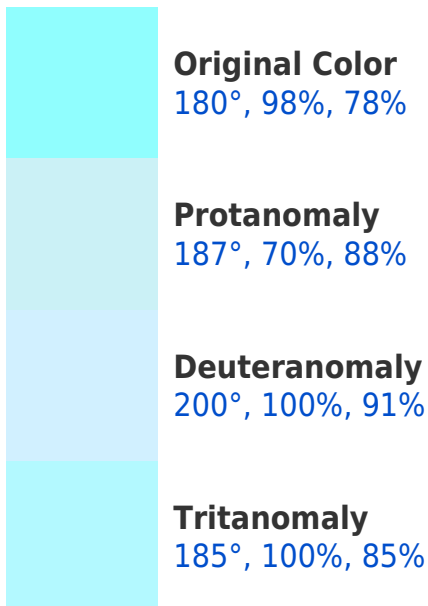 Original Color
180°, 98%, 78%
Protanomaly
187°, 70%, 88%
Deuteranomaly
200°, 100%, 91%
Tritanomaly
185°, 100%, 85%